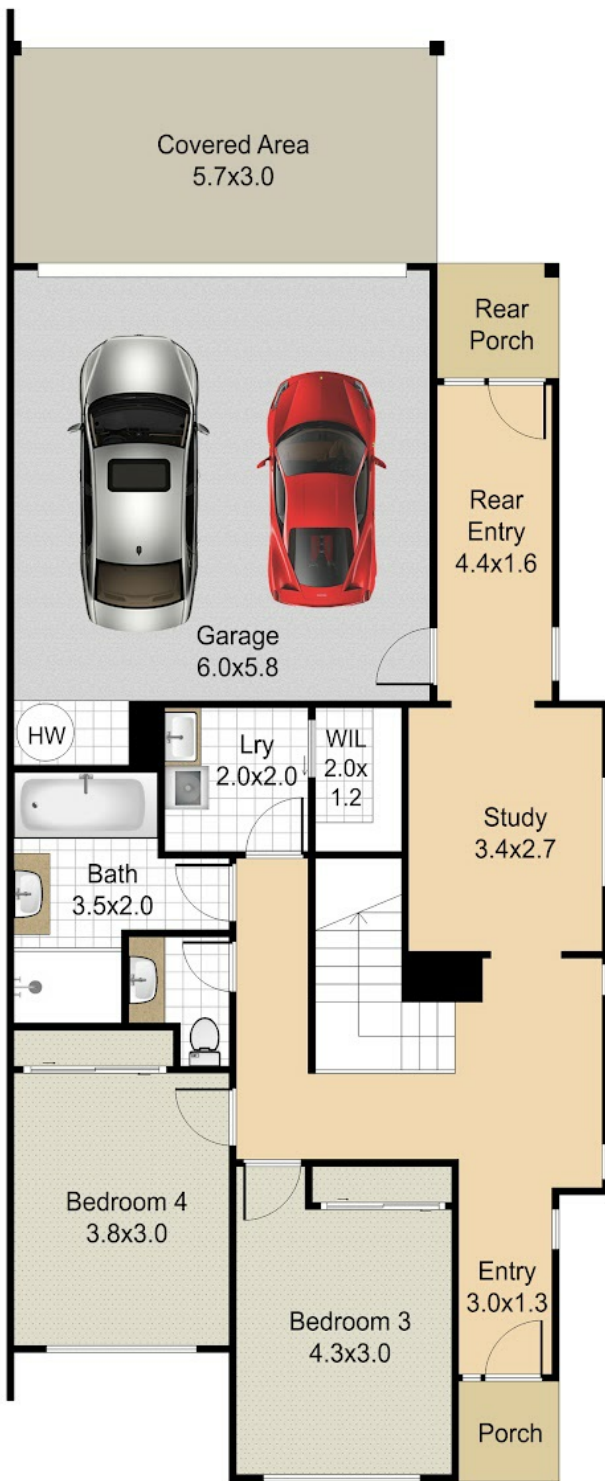 Covered Area
5.7x3.0
Rear
Porch
Rear
Entry
4.4x1.6
Garage
6.0x5.8
HW
Lry
2.0x2.0
WIL
2.0x
1.2
Study
3.4x2.7
Bath
3.5x2.0
Bedroom 4
3.8x3.0
Bedroom 3
4.3x3.0
Entry
3.0x1.3
Porch